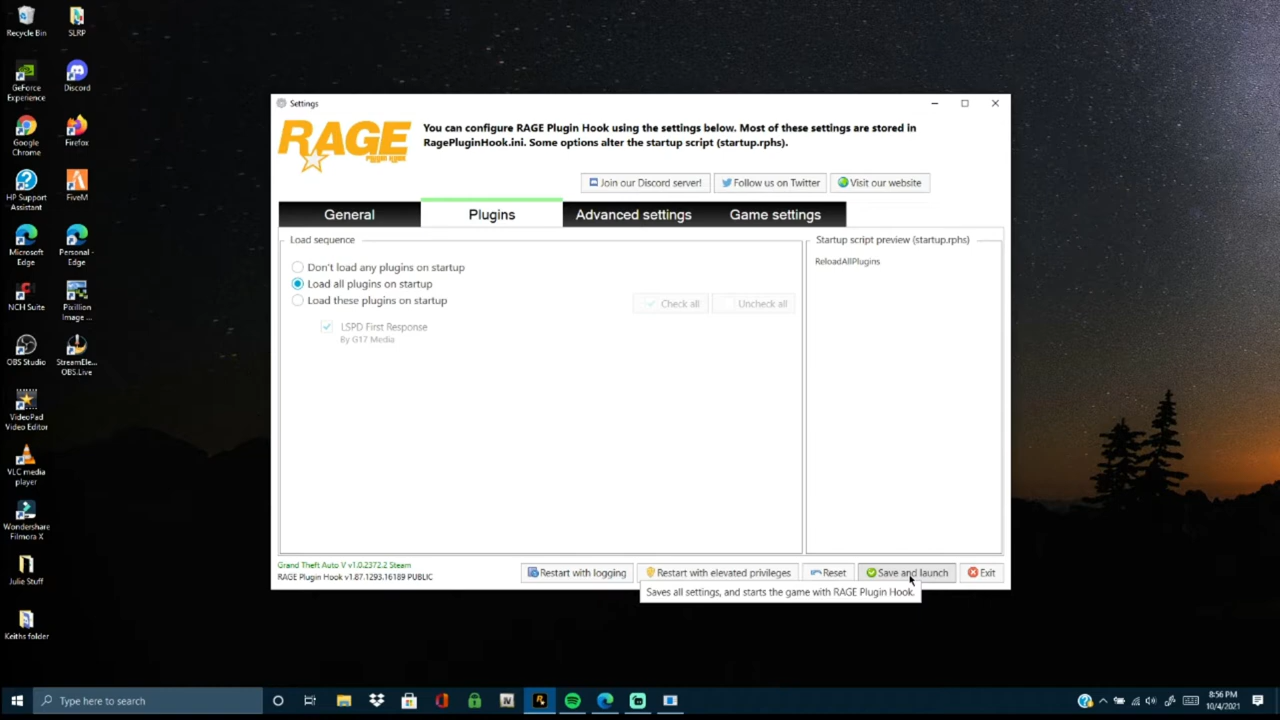 Recycle Bin
SLRP
GeForce
Experience
Discord
Google
Chrome
Firefox
HP Support
Assistant
FiveM
Microsoft
Edge
Personal -
Edge
NCH Suite
Pixillion
Image ...
OBS Studio
StreamEle...
OBS.Live
VideoPad
Video Editor
VLC media
player
Wondershare
Filmora X
Julie Stuff
Keiths folder
Settings
RAGE
PLUGIN HOOK
You can configure RAGE Plugin Hook using the settings below. Most of these settings are stored in
RagePluginHook.ini. Some options alter the startup script (startup.rphs).
Join our Discord server!
Follow us on Twitter
Visit our website
General
Plugins
Advanced settings
Game settings
Load sequence
Don't load any plugins on startup
Load all plugins on startup
Load these plugins on startup
Check all
Uncheck all
LSPD First Response
By G17 Media
Startup script preview (startup.rphs)
ReloadAllPlugins
Grand Theft Auto V v1.0.2372.2 Steam
RAGE Plugin Hook v1.87.1293.16189 PUBLIC
Restart with logging
Restart with elevated privileges
Reset
Save and launch
Exit
Saves all settings, and starts the game with RAGE Plugin Hook.
Type here to search
8:56 PM
10/4/2021